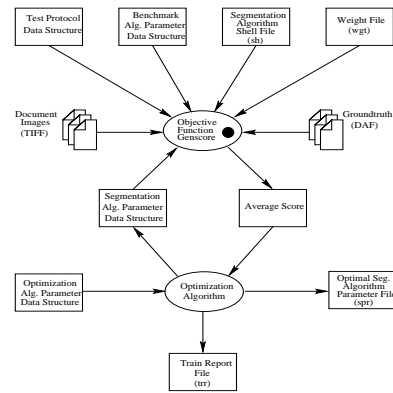 Test Protocol
Data Structure
Benchmark
Alg. Parameter
Data Structure
Segmentation
Algorithm
Shell File
(sh)
Weight File
(wgt)
Document
Images
(TIFF)
Objective
Function
Genscore
Groundtruth
(DAF)
Segmentation
Alg. Parameter
Data Structure
Average Score
Optimization
Alg. Parameter
Data Structure
Optimization
Algorithm
Optimal Seg.
Algorithm
Parameter File
(spr)
Train Report
File
(trr)